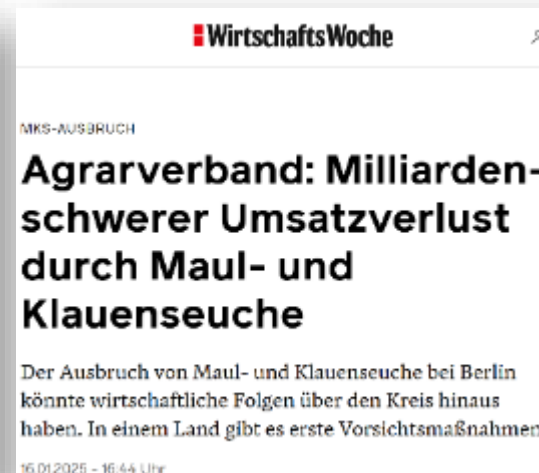 WirtschaftsWoche
MKS-AUSBRUCH
Agrarverband: Milliarden-
schwerer Umsatzverlust
durch Maul- und
Klauenseuche
Der Ausbruch von Maul- und Klauenseuche bei Berlin
könnte wirtschaftliche Folgen über den Kreis hinaus
haben. In einem Land gibt es erste Vorsichtsmaßnahmen
16.01.2025 - 16:44 Uhr